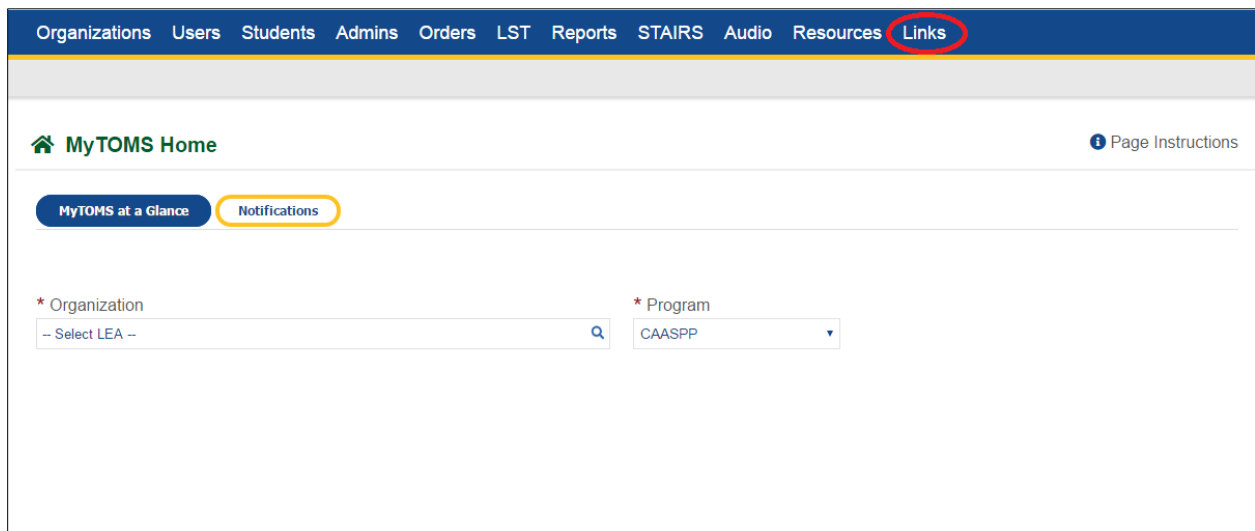 Organizations Users Students Admins Orders LST Reports STAIRS Audio Resources Links
MyTOMS Home
Page Instructions
MyTOMS at a Glance Notifications
* Organization * Program
-- Select LEA -- CAASPP